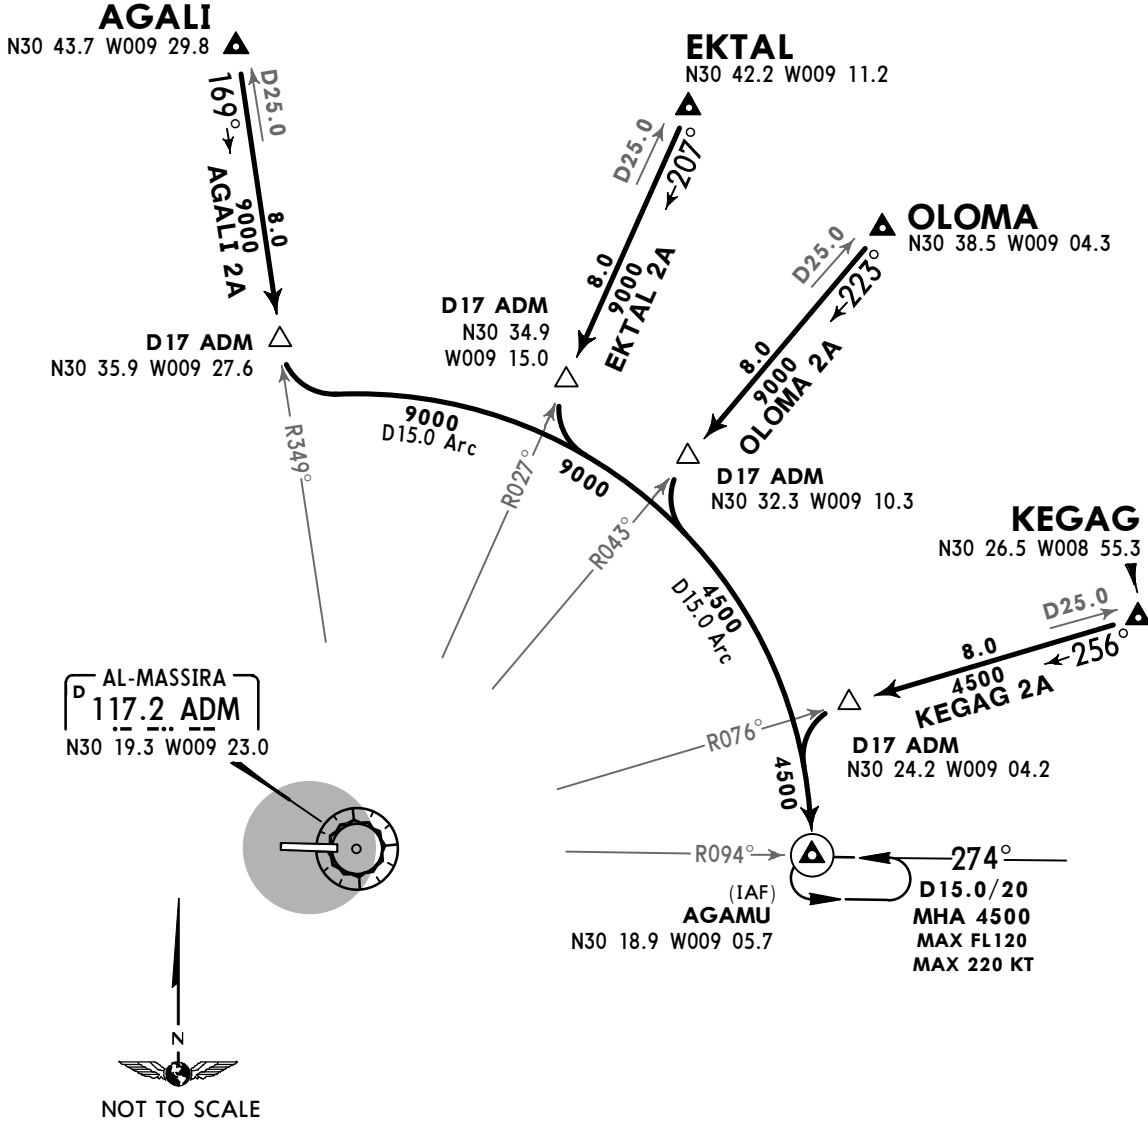 AGALI
N30 43.7 W009 29.8
D25.0
169°
AGALI 2A
9000
8.0
D17 ADM
N30 35.9 W009 27.6
R349°
EKTAL
N30 42.2 W009 11.2
D25.0
207°
8.0
9000
EKTAL 2A
D17 ADM
N30 34.9
W009 15.0
R027°
OLOMA
N30 38.5 W009 04.3
D25.0
223°
8.0
9000
OLOMA 2A
D17 ADM
N30 32.3 W009 10.3
R043°
9000
D15.0 Arc
9000
4500
D15.0 Arc
KEGAG
N30 26.5 W008 55.3
D25.0
256°
8.0
4500
KEGAG 2A
D17 ADM
N30 24.2 W009 04.2
R076°
4500
AL-MASSIRA
D
117.2 ADM
N30 19.3 W009 23.0
R094°
274°
(IAF)
AGAMU
N30 18.9 W009 05.7
D15.0/20
MHA 4500
MAX FL120
MAX 220 KT
N
NOT TO SCALE